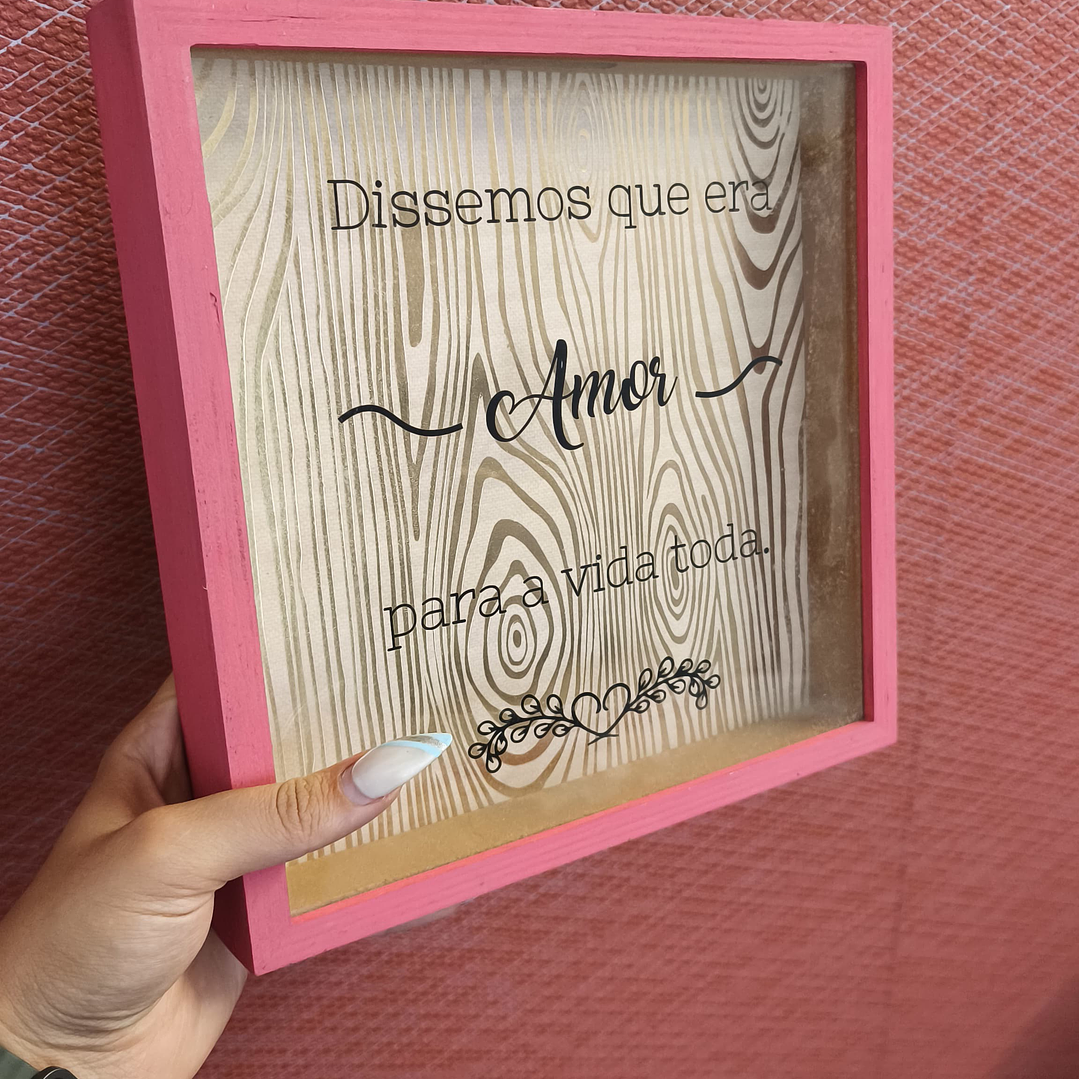 Dissemos que era
Amor
para a vida toda.